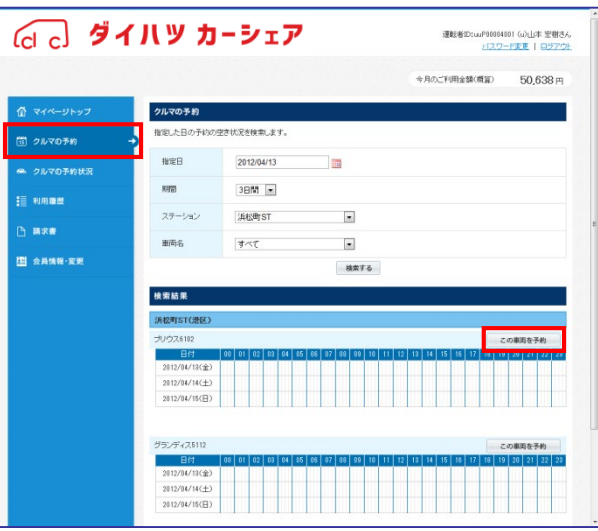 cd c ダイハツ カーシェア
運転者ID:uuP00004001 (ω)山本 宏樹さん
パスワード変更 | ログアウト
今月のご利用金額(概算) 50,638 円
マイページトップ
クルマの予約
クルマの予約状況
利用履歴
請求書
会員情報・変更
クルマの予約
指定した日の予約の空き状況を検索します。
指定日 2012/04/13
期間 3日間
ステーション 浜松町ST
車両名 すべて
検索する
検索結果
浜松町ST(港区)
プリウス6102 この車両を予約
日付 00 01 02 03 04 05 06 07 08 09 10 11 12 13 14 15 16 17 18 19 20 21 22 23
2012/04/13(金)
2012/04/14(土)
2012/04/15(日)
グランディス5112 この車両を予約
日付 00 01 02 03 04 05 06 07 08 09 10 11 12 13 14 15 16 17 18 19 20 21 22 23
2012/04/13(金)
2012/04/14(土)
2012/04/15(日)